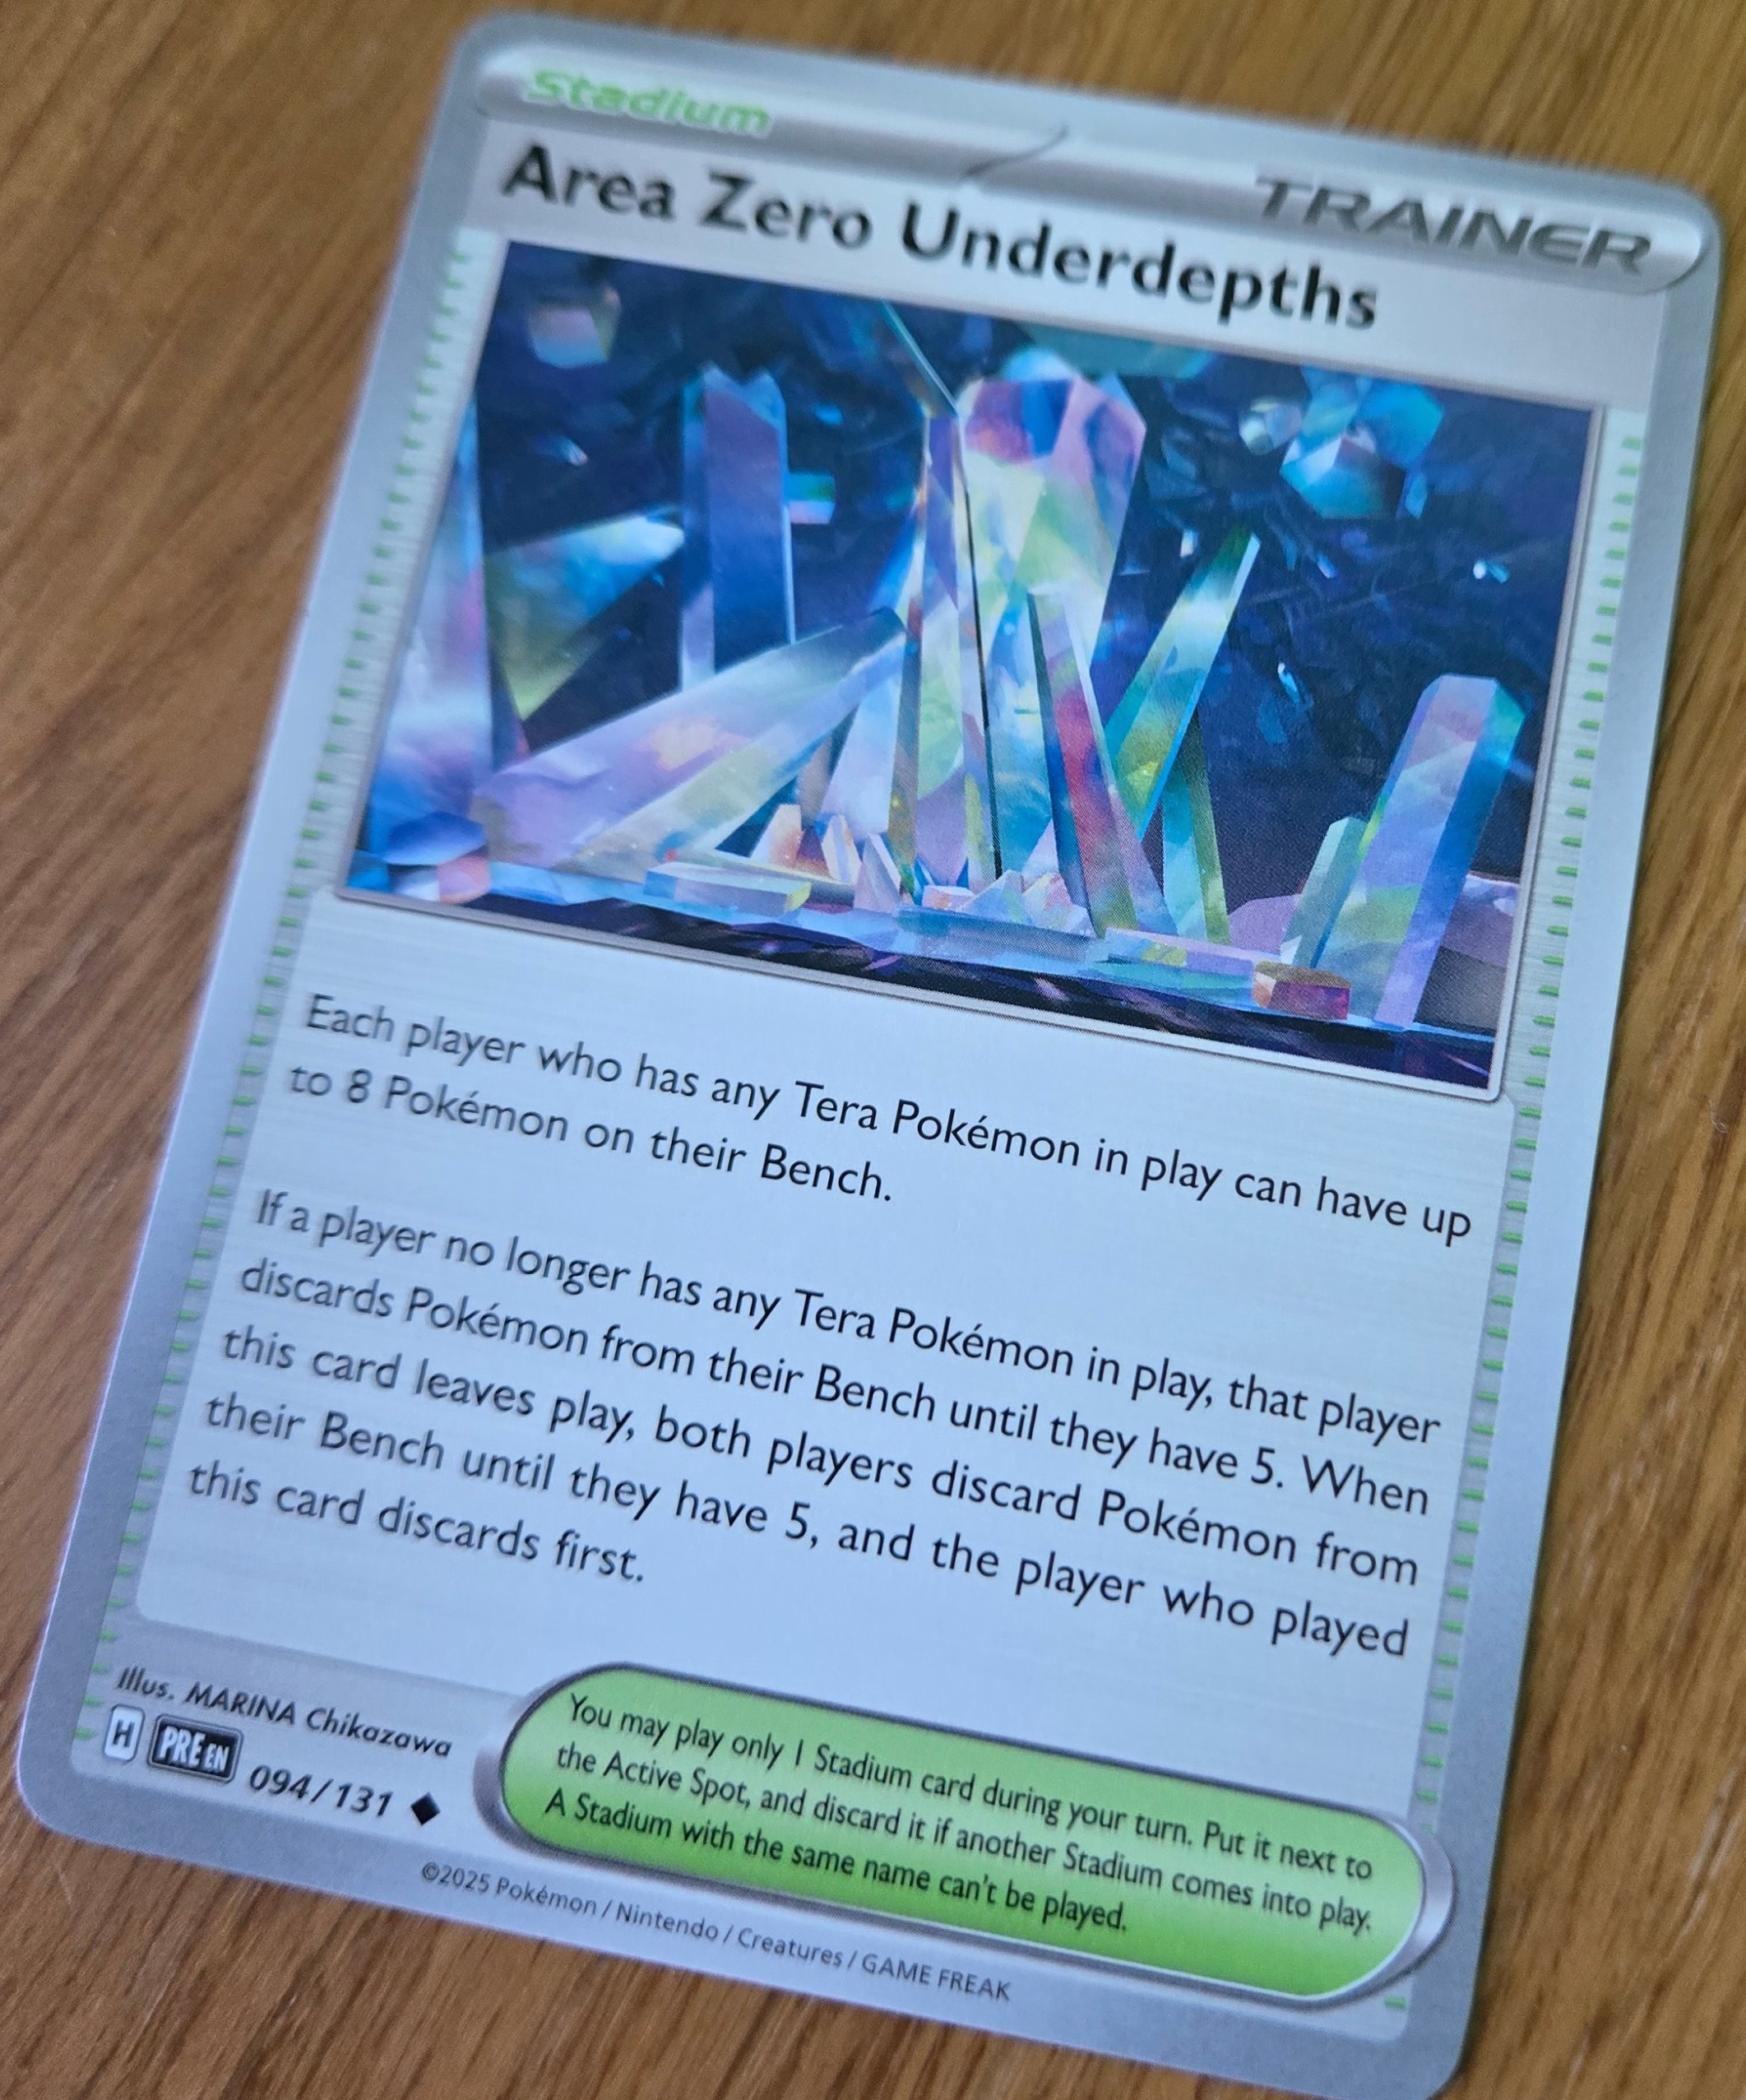 Stadium
TRAINER
Area Zero Underdepths
Each player who has any Tera Pokémon in play can have up
to 8 Pokémon on their Bench.
If a player no longer has any Tera Pokémon in play, that player
discards Pokémon from their Bench until they have 5. When
this card leaves play, both players discard Pokémon from
their Bench until they have 5, and the player who played
this card discards first.
Illus. MARINA Chikazawa
H PRE EN 094/131
You may play only 1 Stadium card during your turn. Put it next to
the Active Spot, and discard it if another Stadium comes into play.
A Stadium with the same name can't be played.
©2025 Pokémon / Nintendo / Creatures / GAME FREAK